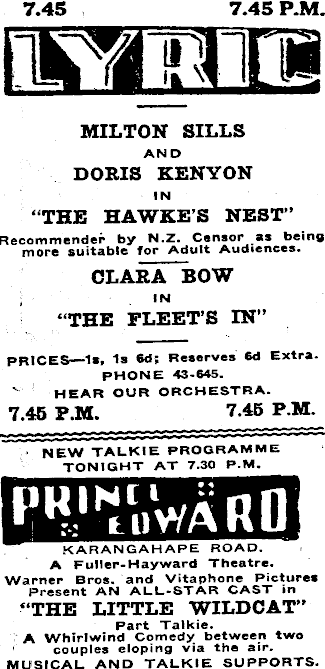 7.45 7.45 P.M.
LYRIC
MILTON SILLS
AND
DORIS KENYON
IN
"THE HAWKE'S NEST"
Recommender by N.Z. Censor as being
more suitable for Adult Audiences.
CLARA BOW
IN
"THE FLEET'S IN"
PRICES—1s, 1s 6d; Reserves 6d Extra.
PHONE 43-645.
HEAR OUR ORCHESTRA.
7.45 P.M. 7.45 P.M.
NEW TALKIE PROGRAMME
TONIGHT AT 7.30 P.M.
PRINCE
EDWARD
KARANGAHAPE ROAD.
A Fuller-Hayward Theatre.
Warner Bros. and Vitaphone Pictures
Present AN ALL-STAR CAST in
"THE LITTLE WILDCAT"
Part Talkie.
A Whirlwind Comedy between two
couples eloping via the air.
MUSICAL AND TALKIE SUPPORTS.